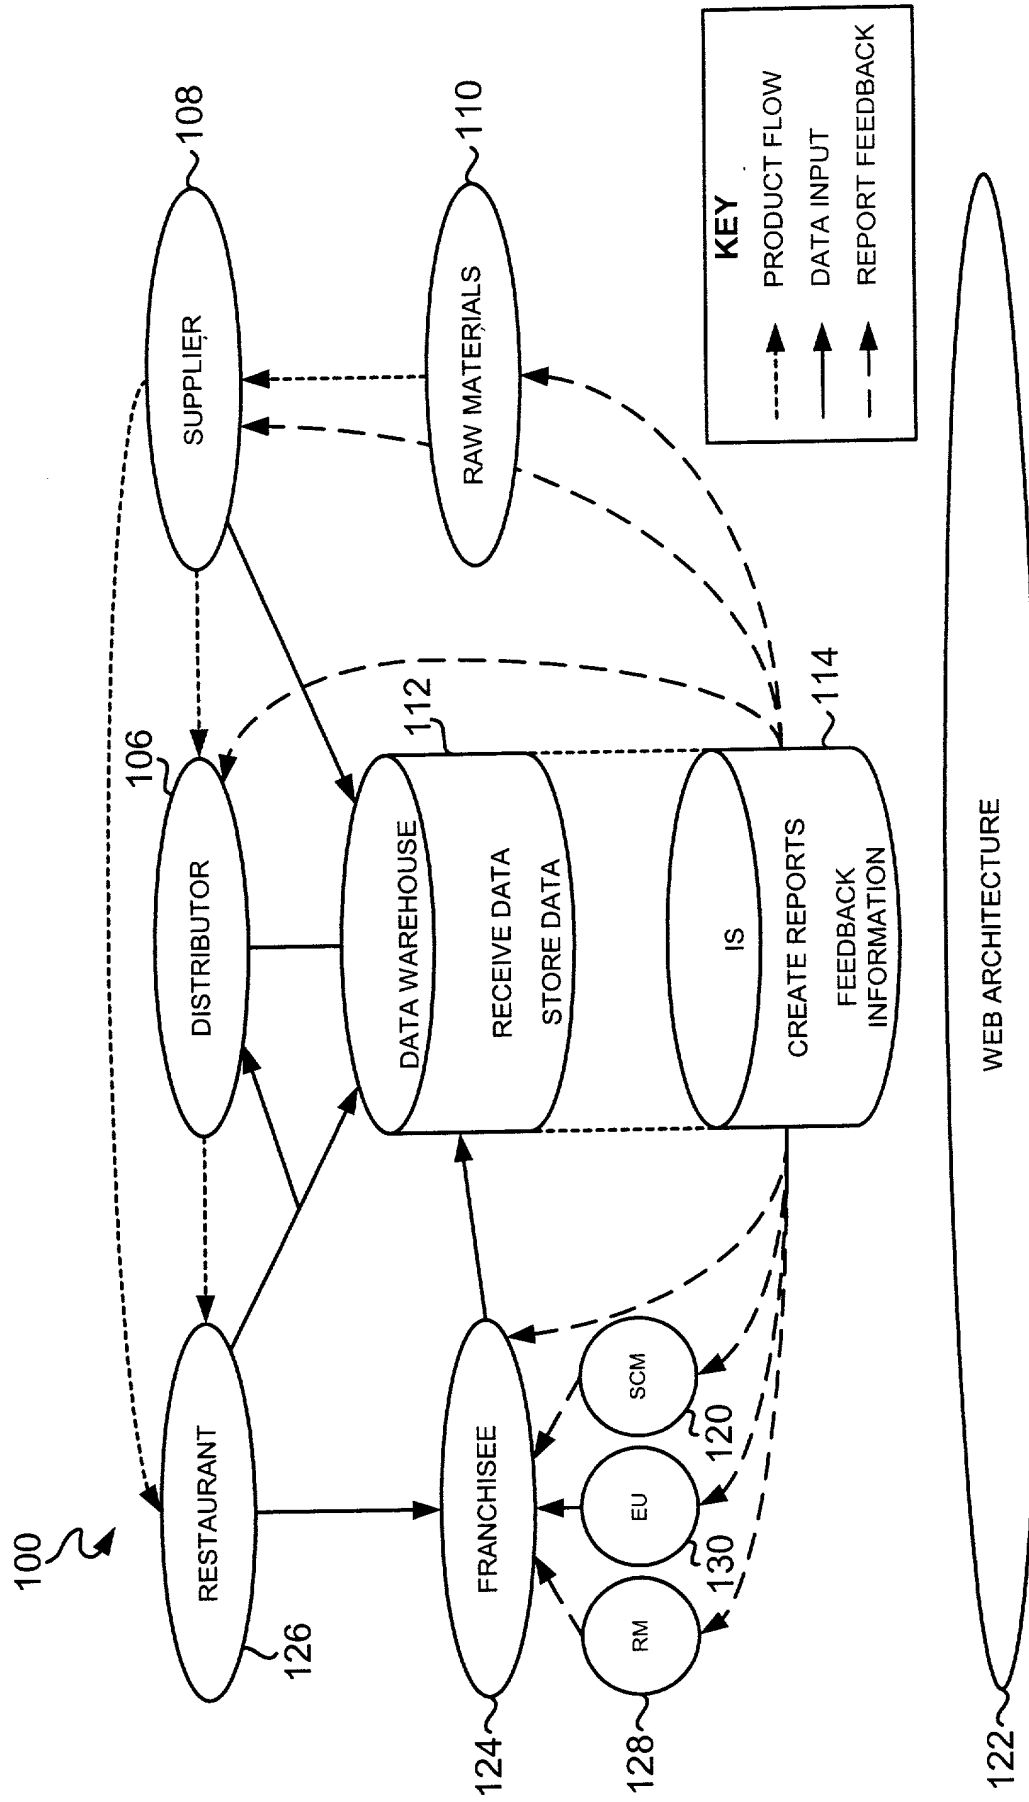 100
126
RESTAURANT
106
DISTRIBUTOR
108
SUPPLIER
124
FRANCHISEE
DATA WAREHOUSE
112
RECEIVE DATA
STORE DATA
RAW MATERIALS
110
128
RM
130
EU
120
SCM
IS
114
CREATE REPORTS
FEEDBACK
INFORMATION
KEY
PRODUCT FLOW
DATA INPUT
REPORT FEEDBACK
122
WEB ARCHITECTURE